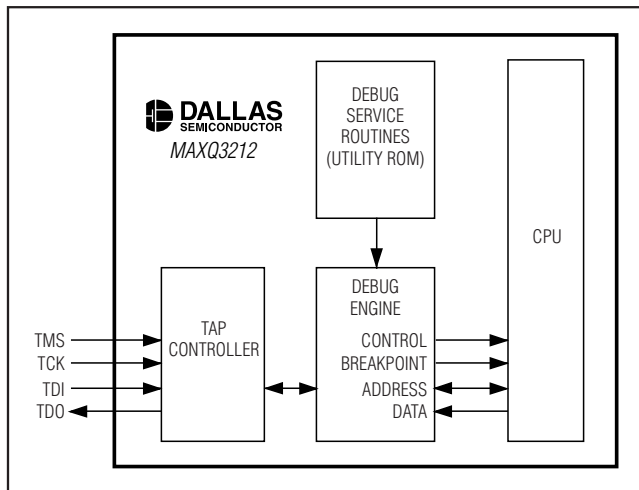 DALLAS
SEMICONDUCTOR
MAXQ3212
DEBUG
SERVICE
ROUTINES
(UTILITY ROM)
CPU
TAP
CONTROLLER
DEBUG
ENGINE
CONTROL
BREAKPOINT
ADDRESS
DATA
TMS
TCK
TDI
TDO